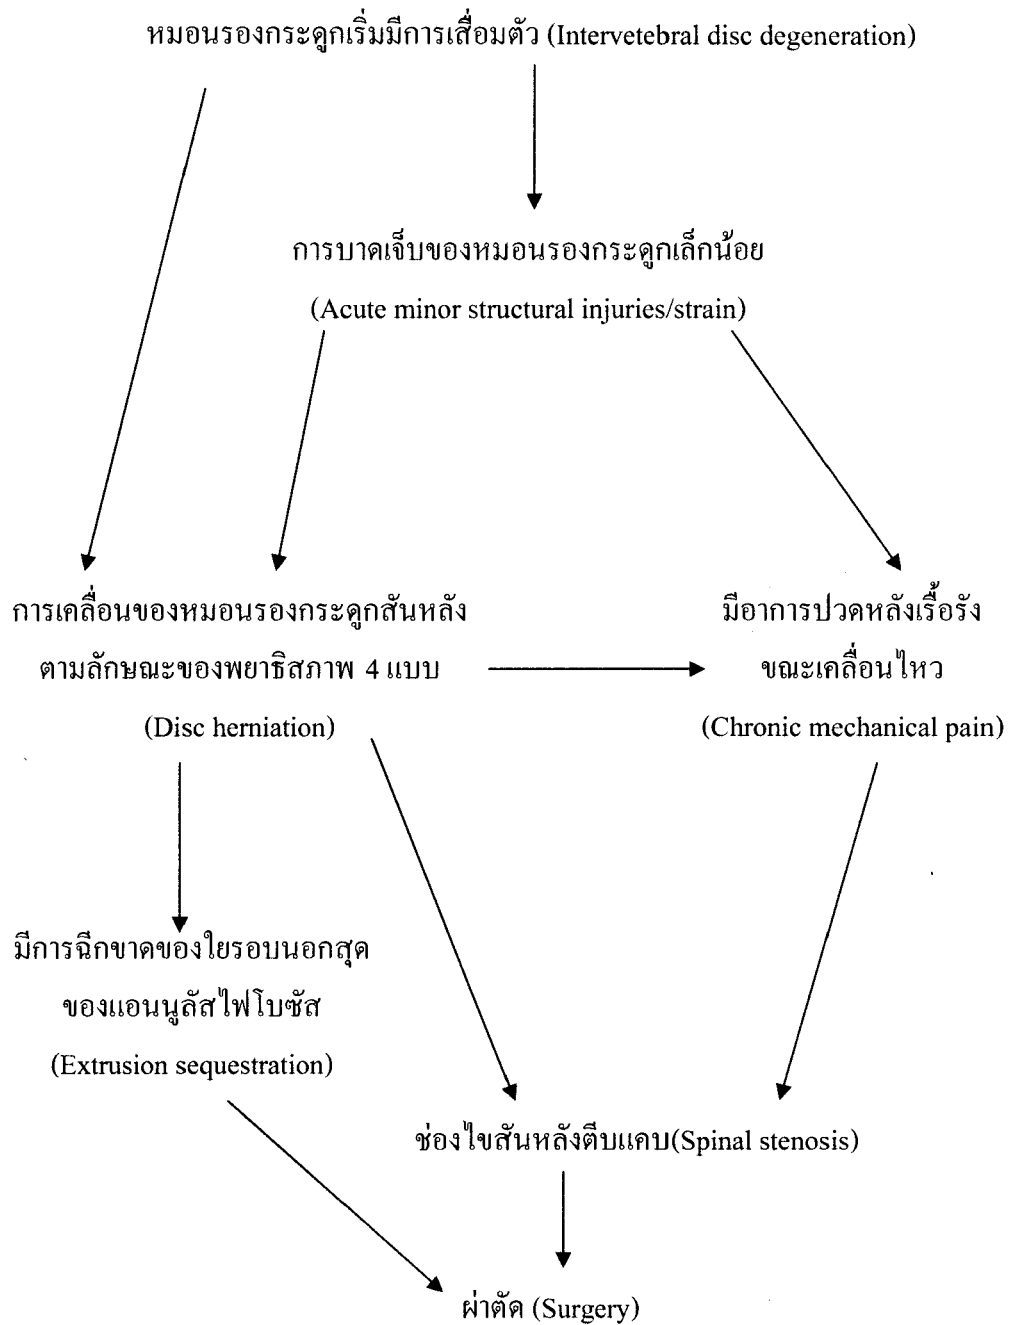 หมอนรองกระดูกเริ่มมีการเสื่อมตัว (Intervetebral disc degeneration)
การบาดเจ็บของหมอนรองกระดูกเล็กน้อย
(Acute minor structural injuries/strain)
การเคลื่อนของหมอนรองกระดูกสันหลัง
ตามลักษณะของพยาธิสภาพ 4 แบบ
(Disc herniation)
มีอาการปวดหลังเรื้อรัง
ขณะเคลื่อนไหว
(Chronic mechanical pain)
มีการฉีกขาดของใยรอบนอกสุด
ของแอนนูลัสไฟโบซัส
(Extrusion sequestration)
ช่องไขสันหลังตีบแคบ(Spinal stenosis)
ผ่าตัด (Surgery)